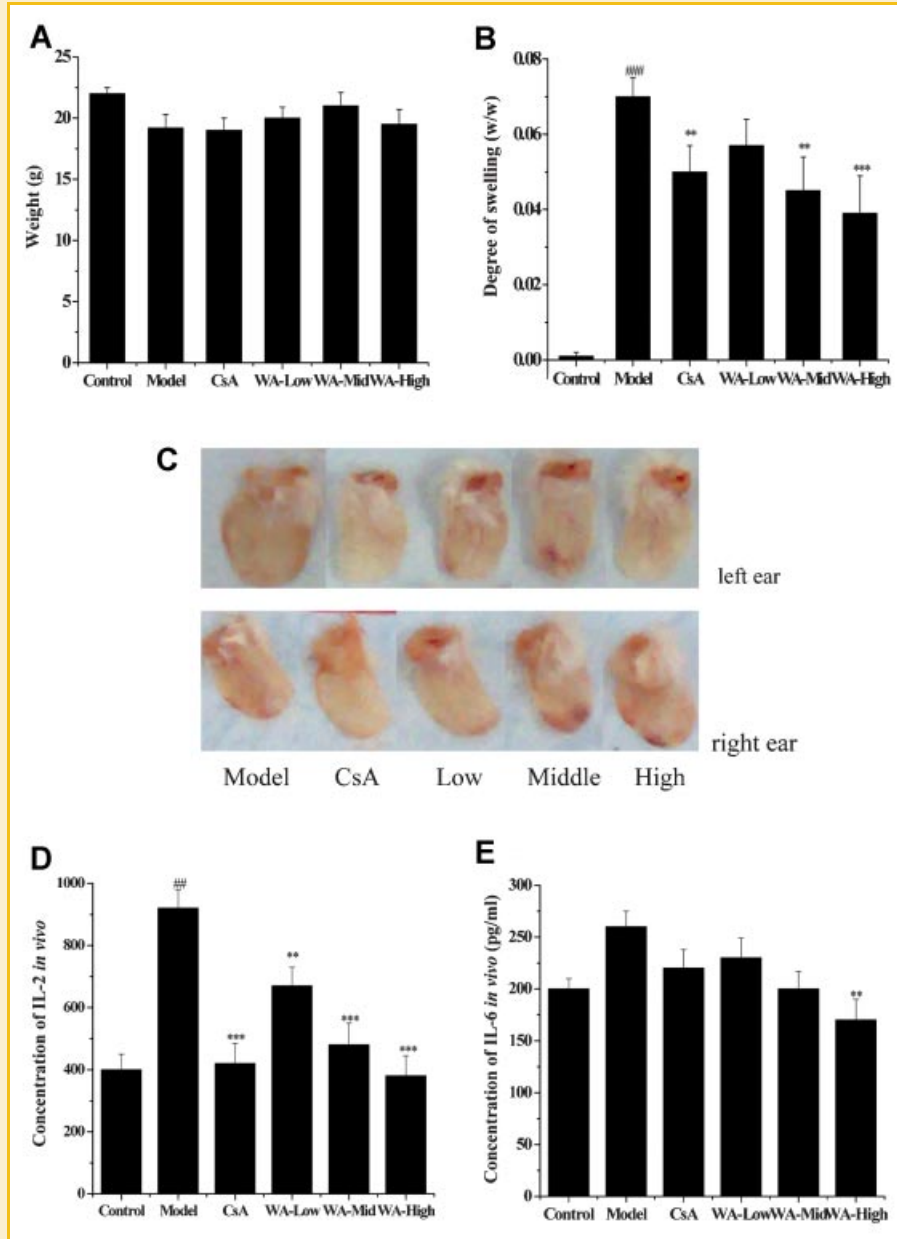 A
Weight (g)
25
20
15
10
5
0
Control Model CsA WA-Low WA-Mid WA-High
B
Degree of swelling (w/w)
0.08
0.06
0.04
0.02
0.00
###
**
**
***
Control Model CsA WA-Low WA-Mid WA-High
C
left ear
right ear
Model CsA Low Middle High
D
Concentration of IL-2 in vivo
1000
800
600
400
200
0
##
***
**
***
***
Control Model CsA WA-Low WA-Mid WA-High
E
Concentration of IL-6 in vivo (pg/ml)
300
250
200
150
100
50
0
**
Control Model CsA WA-Low WA-Mid WA-High